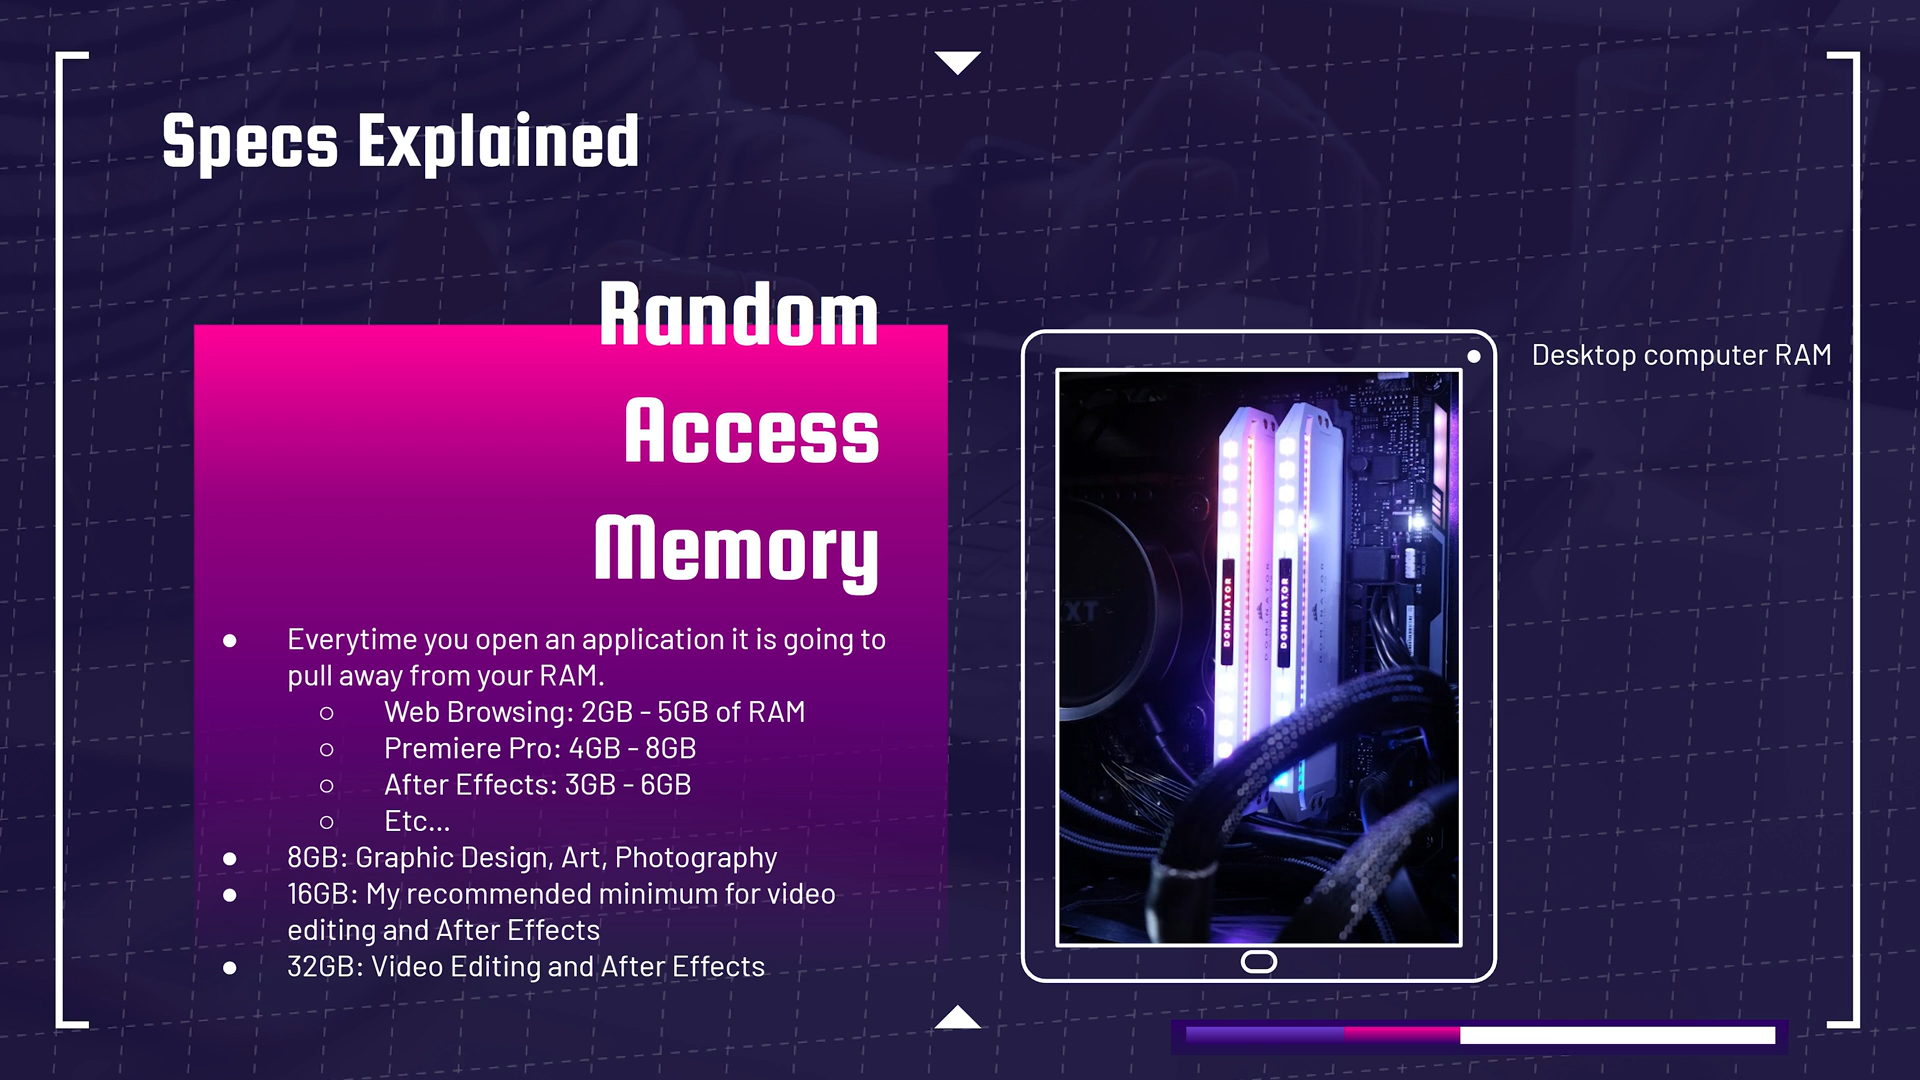 Specs Explained
Random
Access
Memory
Everytime you open an application it is going to
pull away from your RAM.
Web Browsing: 2GB - 5GB of RAM
Premiere Pro: 4GB - 8GB
After Effects: 3GB - 6GB
Etc...
8GB: Graphic Design, Art, Photography
16GB: My recommended minimum for video
editing and After Effects
32GB: Video Editing and After Effects
Desktop computer RAM
DOMINATOR
DOMINATOR
DOMINATOR
DOMINATOR
XT